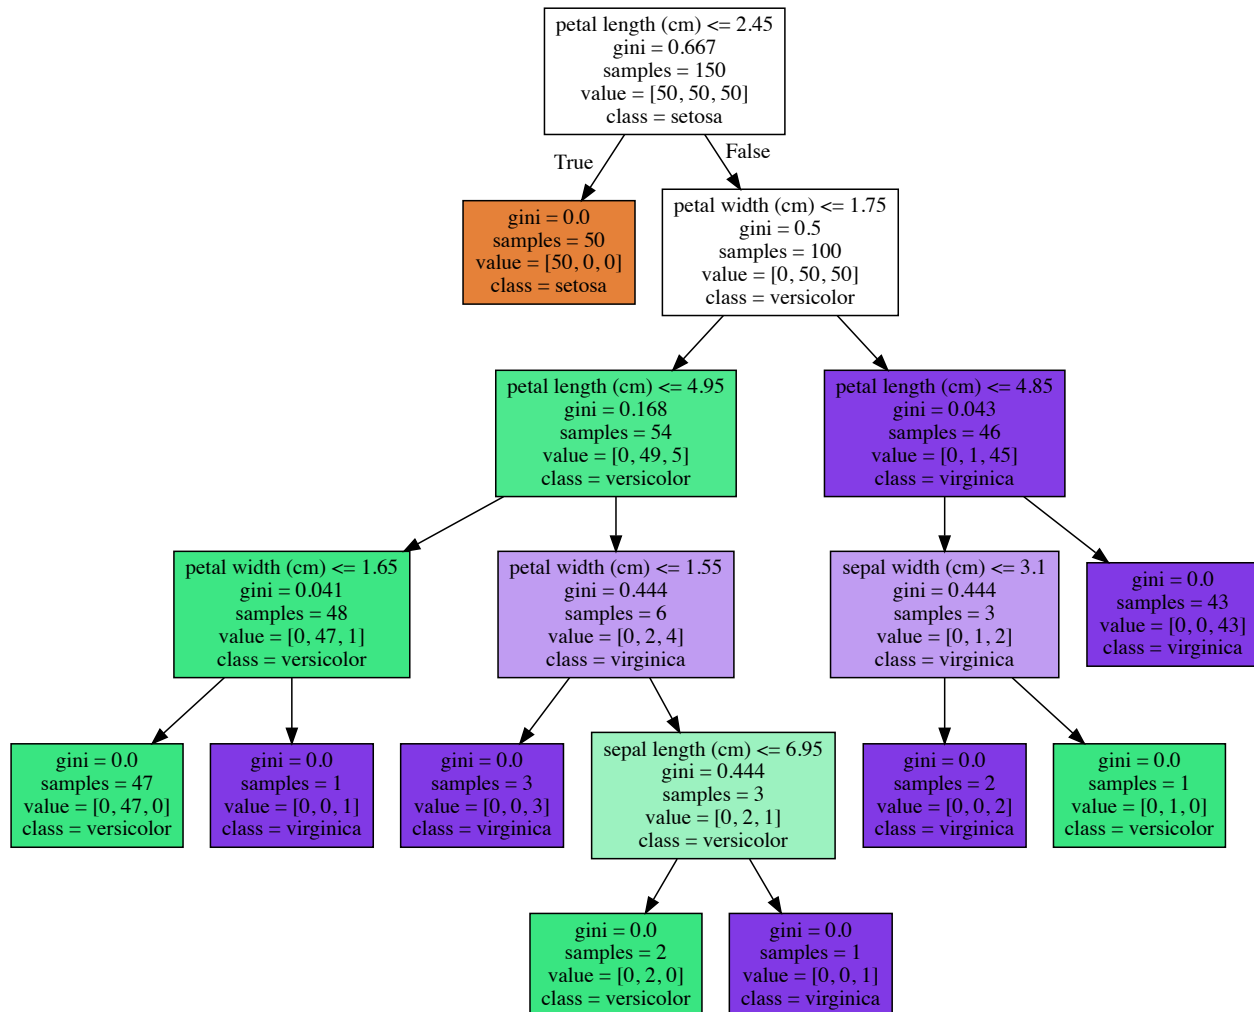 petal length (cm) <= 2.45
gini = 0.667
samples = 150
value = [50, 50, 50]
class = setosa
True
False
gini = 0.0
samples = 50
value = [50, 0, 0]
class = setosa
petal width (cm) <= 1.75
gini = 0.5
samples = 100
value = [0, 50, 50]
class = versicolor
petal length (cm) <= 4.95
gini = 0.168
samples = 54
value = [0, 49, 5]
class = versicolor
petal length (cm) <= 4.85
gini = 0.043
samples = 46
value = [0, 1, 45]
class = virginica
petal width (cm) <= 1.65
gini = 0.041
samples = 48
value = [0, 47, 1]
class = versicolor
petal width (cm) <= 1.55
gini = 0.444
samples = 6
value = [0, 2, 4]
class = virginica
sepal width (cm) <= 3.1
gini = 0.444
samples = 3
value = [0, 1, 2]
class = virginica
gini = 0.0
samples = 43
value = [0, 0, 43]
class = virginica
gini = 0.0
samples = 47
value = [0, 47, 0]
class = versicolor
gini = 0.0
samples = 1
value = [0, 0, 1]
class = virginica
gini = 0.0
samples = 3
value = [0, 0, 3]
class = virginica
sepal length (cm) <= 6.95
gini = 0.444
samples = 3
value = [0, 2, 1]
class = versicolor
gini = 0.0
samples = 2
value = [0, 0, 2]
class = virginica
gini = 0.0
samples = 1
value = [0, 1, 0]
class = versicolor
gini = 0.0
samples = 2
value = [0, 2, 0]
class = versicolor
gini = 0.0
samples = 1
value = [0, 0, 1]
class = virginica